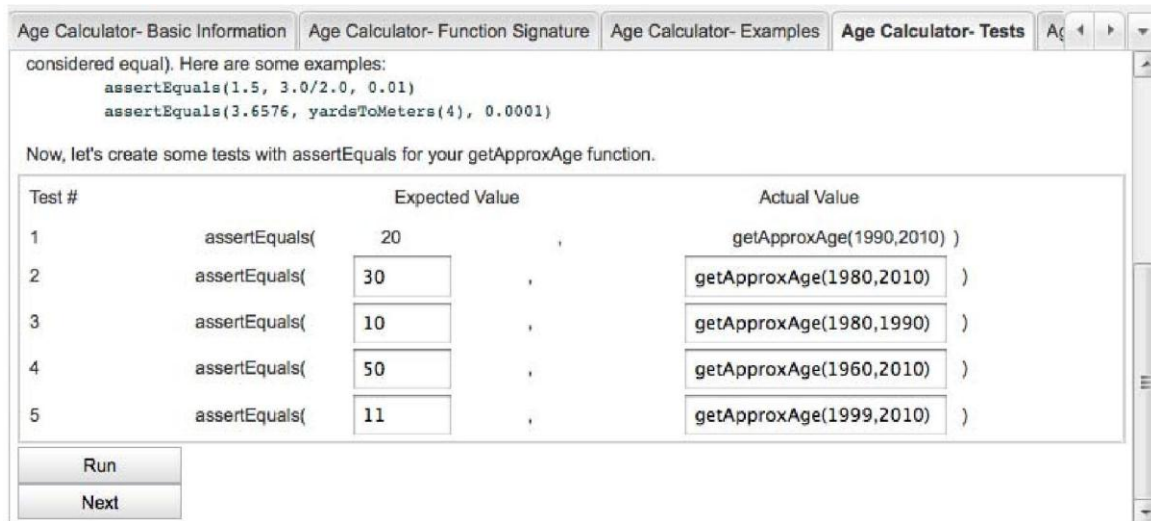 Age Calculator- Basic Information Age Calculator- Function Signature Age Calculator- Examples Age Calculator- Tests
considered equal). Here are some examples:
assertEquals(1.5, 3.0/2.0, 0.01)
assertEquals(3.6576, yardsToMeters(4), 0.0001)
Now, let's create some tests with assertEquals for your getApproxAge function.
Test # Expected Value Actual Value
1 assertEquals( 20 , getApproxAge(1990,2010) )
2 assertEquals( 30 , getApproxAge(1980,2010) )
3 assertEquals( 10 , getApproxAge(1980,1990) )
4 assertEquals( 50 , getApproxAge(1960,2010) )
5 assertEquals( 11 , getApproxAge(1999,2010) )
Run
Next